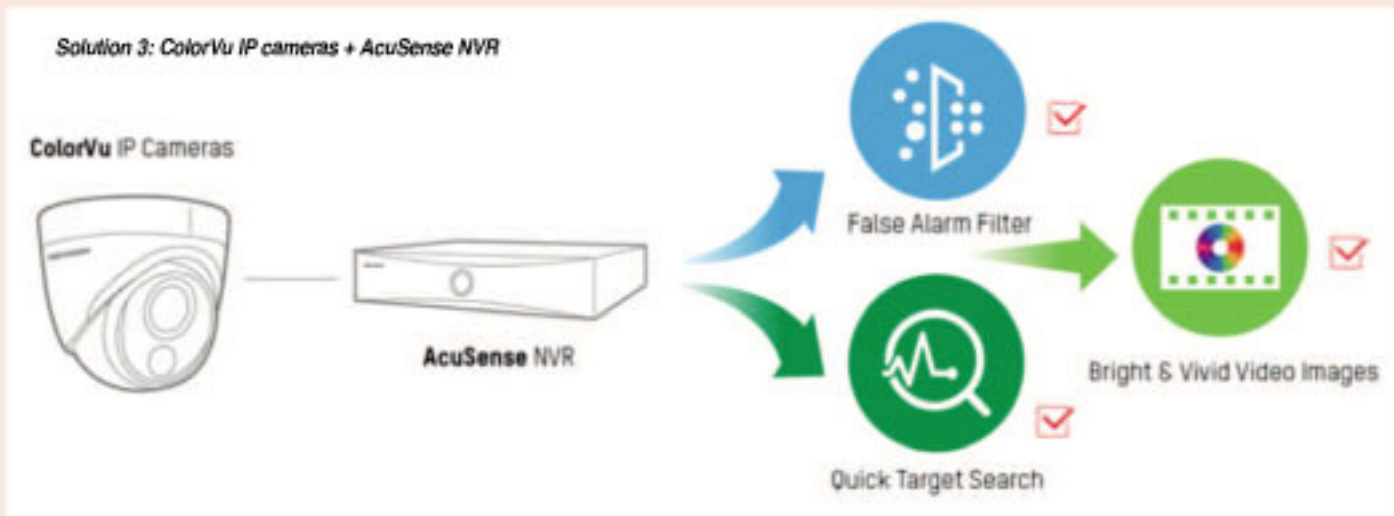 Solution 3: ColorVu IP cameras + AcuSense NVR
ColorVu IP Cameras
AcuSense NVR
False Alarm Filter
Quick Target Search
Bright & Vivid Video Images